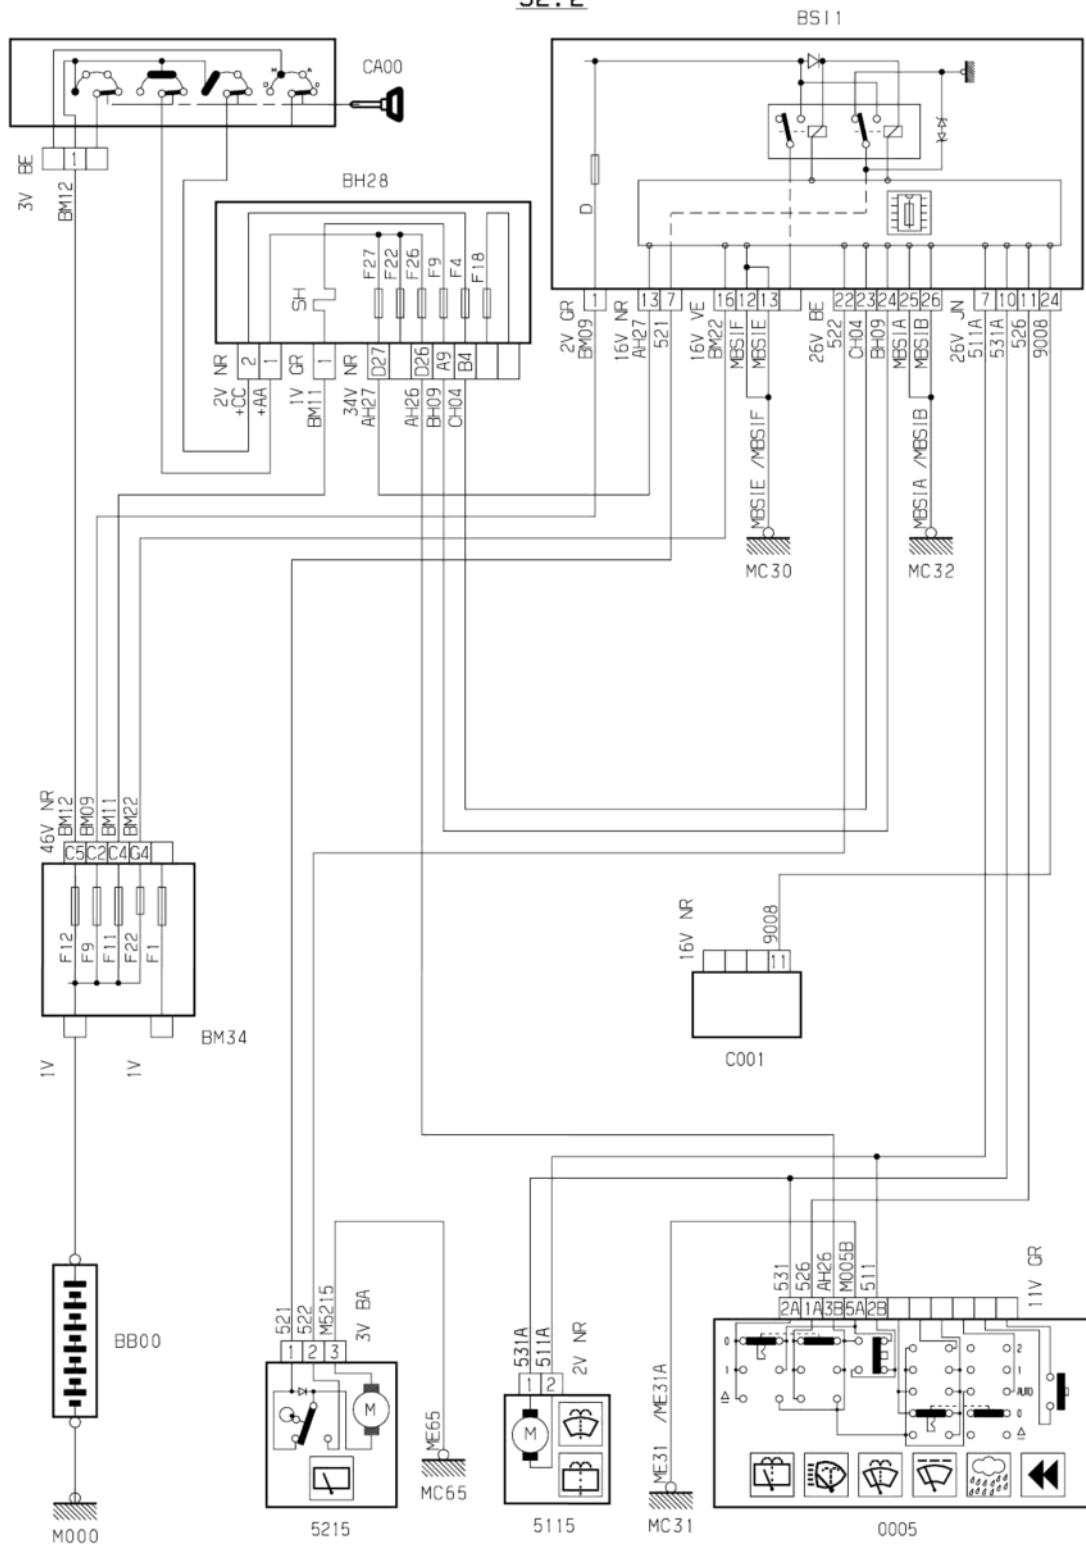 BSI1
CA00
M
A
D
3V BE
1
BM12
BH28
SH
F27
F22
F26
F9
F4
F18
D
2V NR
2
1
+CC
+AA
1V GR
1
BM11
34V NR
D27
D26
A9
B4
AH27
AH26
BH09
CH04
2V GR
1
BM09
16V NR
13
7
AH27
521
16V VE
16
12
13
BM22
MBSIF
MBSIE
26V BE
22
23
24
25
26
522
CH04
BH09
MBSIA
MBSIB
26V JN
7
10
11
24
511A
531A
526
9008
MBSIE /MBSIF
MBSIA /MBSIB
MC30
MC32
46V NR
BM12
BM09
BM11
BM22
C5
C2
C4
G4
F12
F9
F11
F22
F1
BM34
1V
1V
16V NR
9008
11
C001
BB00
M000
521
522
M5215
3V BA
1
2
3
M
5215
ME65
MC65
531A
511A
2V NR
1
2
M
5115
ME31 /ME31A
MC31
531
526
AH26
M005B
511
11V GR
2A
1A
3B
5A
2B
0
1
2
1
AUTO
0
0005